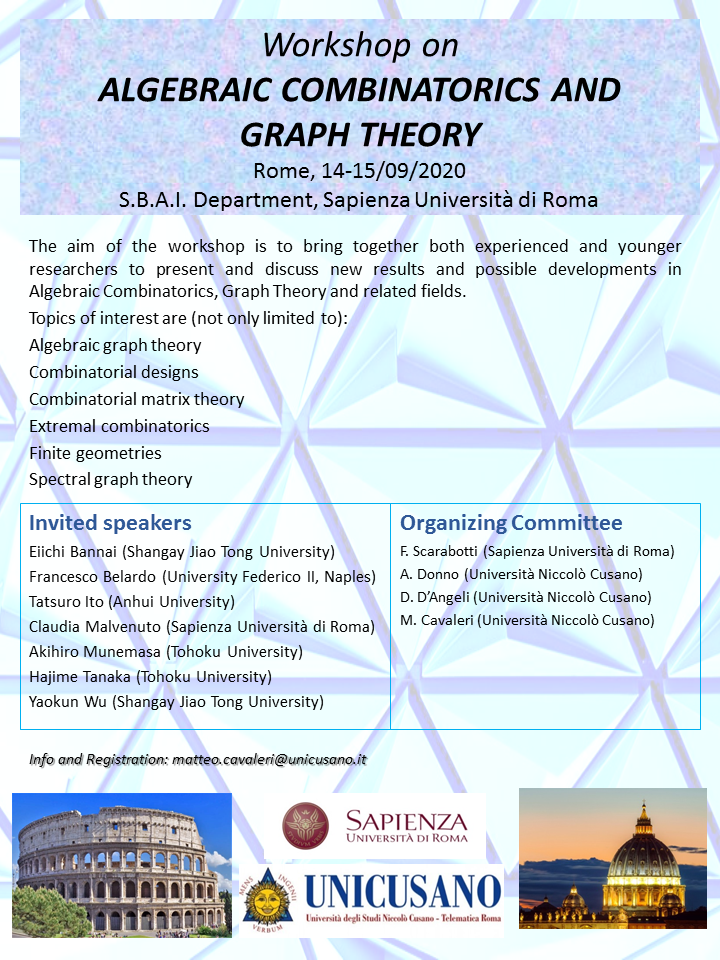 Workshop on
ALGEBRAIC COMBINATORICS AND
GRAPH THEORY
Rome, 14-15/09/2020
S.B.A.I. Department, Sapienza Università di Roma
The aim of the workshop is to bring together both experienced and younger
researchers to present and discuss new results and possible developments in
Algebraic Combinatorics, Graph Theory and related fields.
Topics of interest are (not only limited to):
Algebraic graph theory
Combinatorial designs
Combinatorial matrix theory
Extremal combinatorics
Finite geometries
Spectral graph theory
Invited speakers
Eiichi Bannai (Shangay Jiao Tong University)
Francesco Belardo (University Federico II, Naples)
Tatsuro Ito (Anhui University)
Claudia Malvenuto (Sapienza Università di Roma)
Akihiro Munemasa (Tohoku University)
Hajime Tanaka (Tohoku University)
Yaokun Wu (Shangay Jiao Tong University)
Organizing Committee
F. Scarabotti (Sapienza Università di Roma)
A. Donno (Università Niccolò Cusano)
D. D'Angeli (Università Niccolò Cusano)
M. Cavaleri (Università Niccolò Cusano)
Info and Registration: matteo.cavaleri@unicusano.it
SAPIENZA
UNIVERSITÀ DI ROMA
MENS INGENII VERBUM
UNICUSANO
Università degli Studi Niccolò Cusano - Telematica Roma